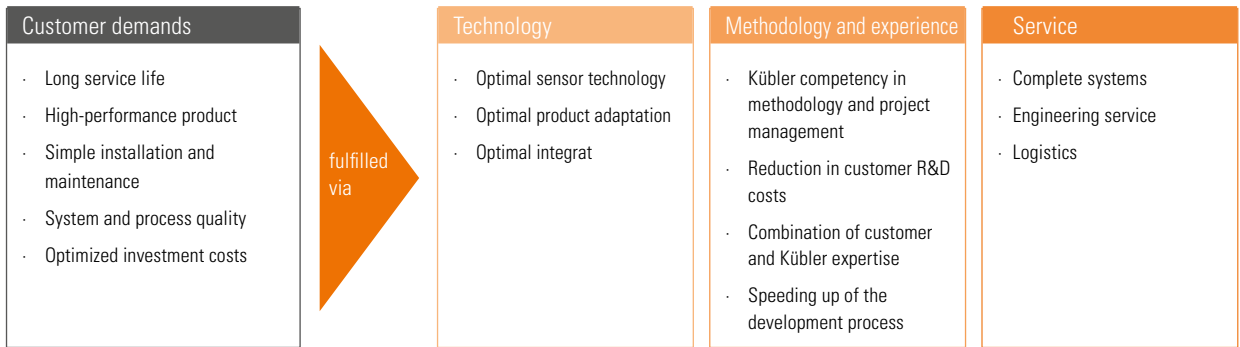 Customer demands
· Long service life
· High-performance product
· Simple installation and
maintenance
· System and process quality
· Optimized investment costs
fulfilled
via
Technology
· Optimal sensor technology
· Optimal product adaptation
· Optimal integrat
Methodology and experience
· Kübler competency in
methodology and project
management
· Reduction in customer R&D
costs
· Combination of customer
and Kübler expertise
· Speeding up of the
development process
Service
· Complete systems
· Engineering service
· Logistics